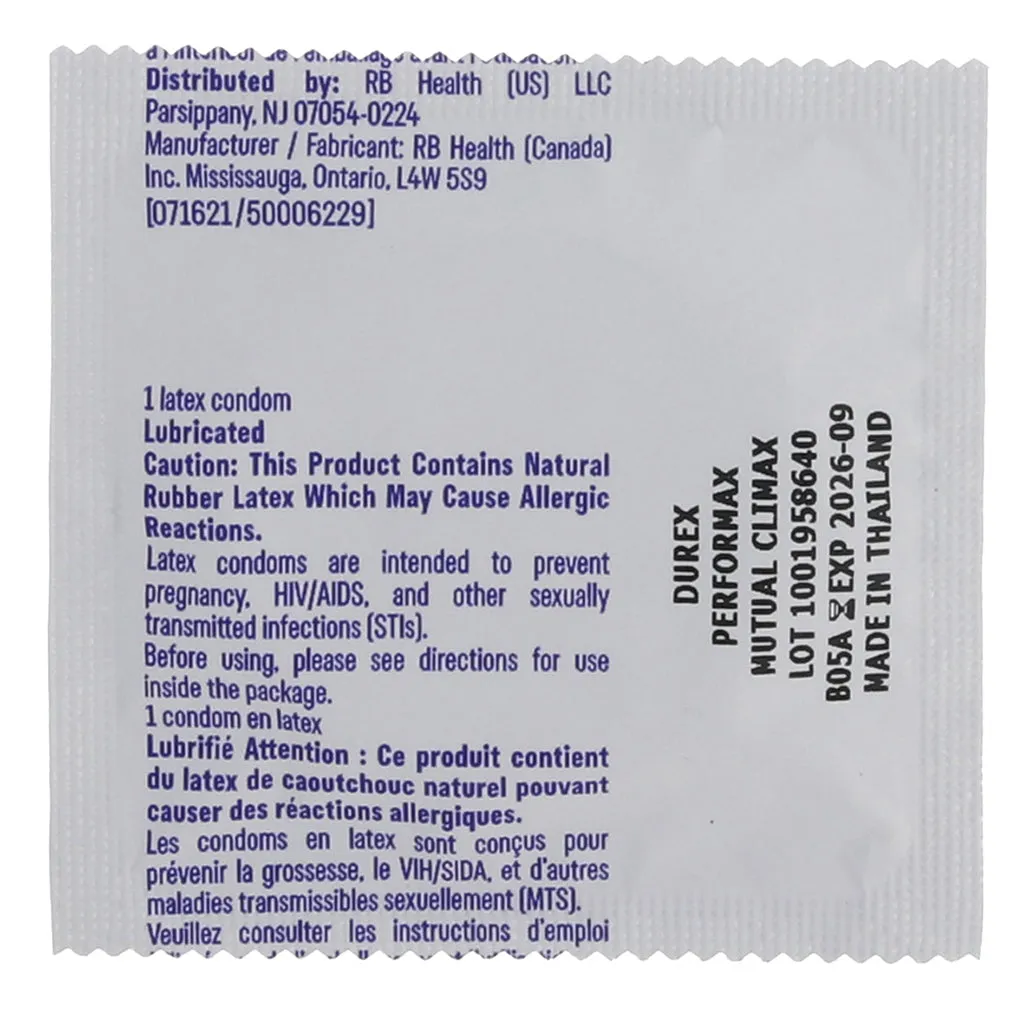 Distributed by: RB Health (US) LLC
Parsippany, NJ 07054-0224
Manufacturer / Fabricant: RB Health (Canada)
Inc. Mississauga, Ontario, L4W 5S9
[071621/50006229]
1 latex condom
Lubricated
Caution: This Product Contains Natural
Rubber Latex Which May Cause Allergic
Reactions.
Latex condoms are intended to prevent
pregnancy, HIV/AIDS, and other sexually
transmitted infections (STIs).
Before using, please see directions for use
inside the package.
1 condom en latex
Lubrifié Attention : Ce produit contient
du latex de caoutchouc naturel pouvant
causer des réactions allergiques.
Les condoms en latex sont conçus pour
prévenir la grossesse, le VIH/SIDA, et d'autres
maladies transmissibles sexuellement (MTS).
Veuillez consulter les instructions d'emploi
DUREX
PERFORMAX
MUTUAL CLIMAX
LOT 1001958640
B05A ⌛ EXP 2026-09
MADE IN THAILAND